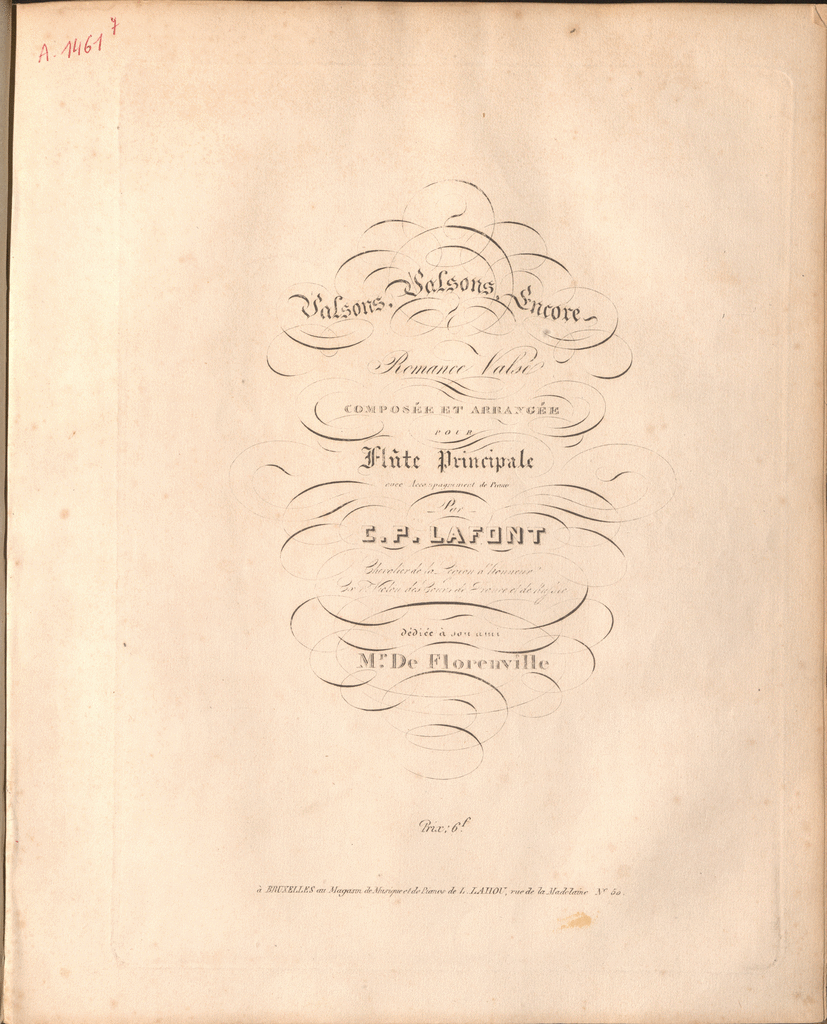 A. 1461 7
Valsons, Valsons, Encore
Romance Valse
COMPOSÉE ET ARRANGÉE
POUR
Flûte Principale
avec Accompagnement de Piano
Par
C. P. LAFONT
Chevalier de la Légion d'Honneur
1er Violon des Cours de France et de Russie
dédiée à son ami
Mr. De Florenville
Prix; 6f.
à BRUXELLES au Magasin de Musique et de Pianos de L. LAHOU, rue de la Madelaine No 50.